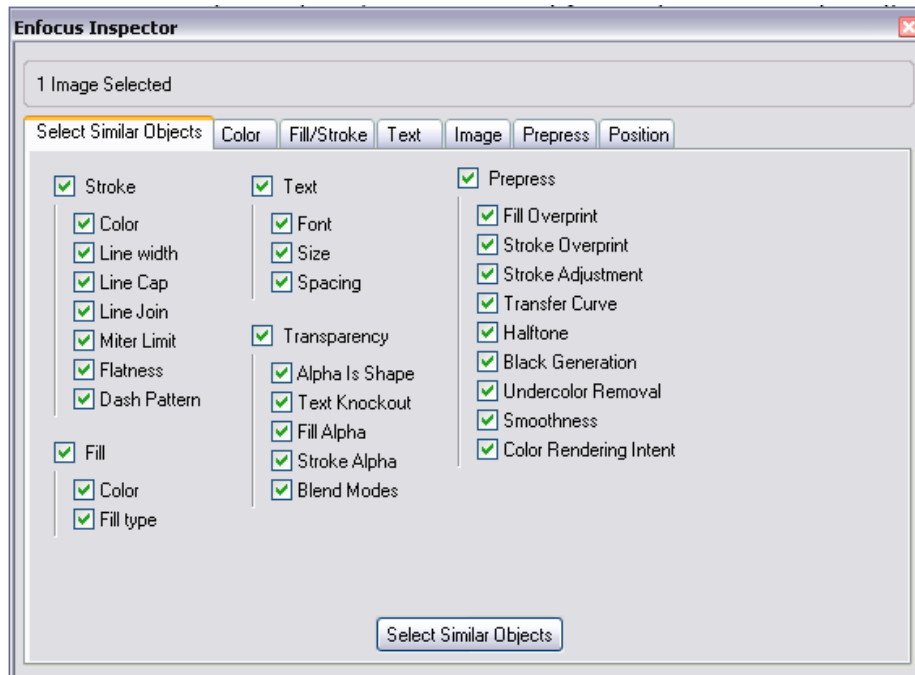 Enfocus Inspector
1 Image Selected
Select Similar Objects
Color
Fill/Stroke
Text
Image
Prepress
Position
Stroke
Color
Line width
Line Cap
Line Join
Miter Limit
Flatness
Dash Pattern
Fill
Color
Fill type
Text
Font
Size
Spacing
Transparency
Alpha Is Shape
Text Knockout
Fill Alpha
Stroke Alpha
Blend Modes
Prepress
Fill Overprint
Stroke Overprint
Stroke Adjustment
Transfer Curve
Halftone
Black Generation
Undercolor Removal
Smoothness
Color Rendering Intent
Select Similar Objects